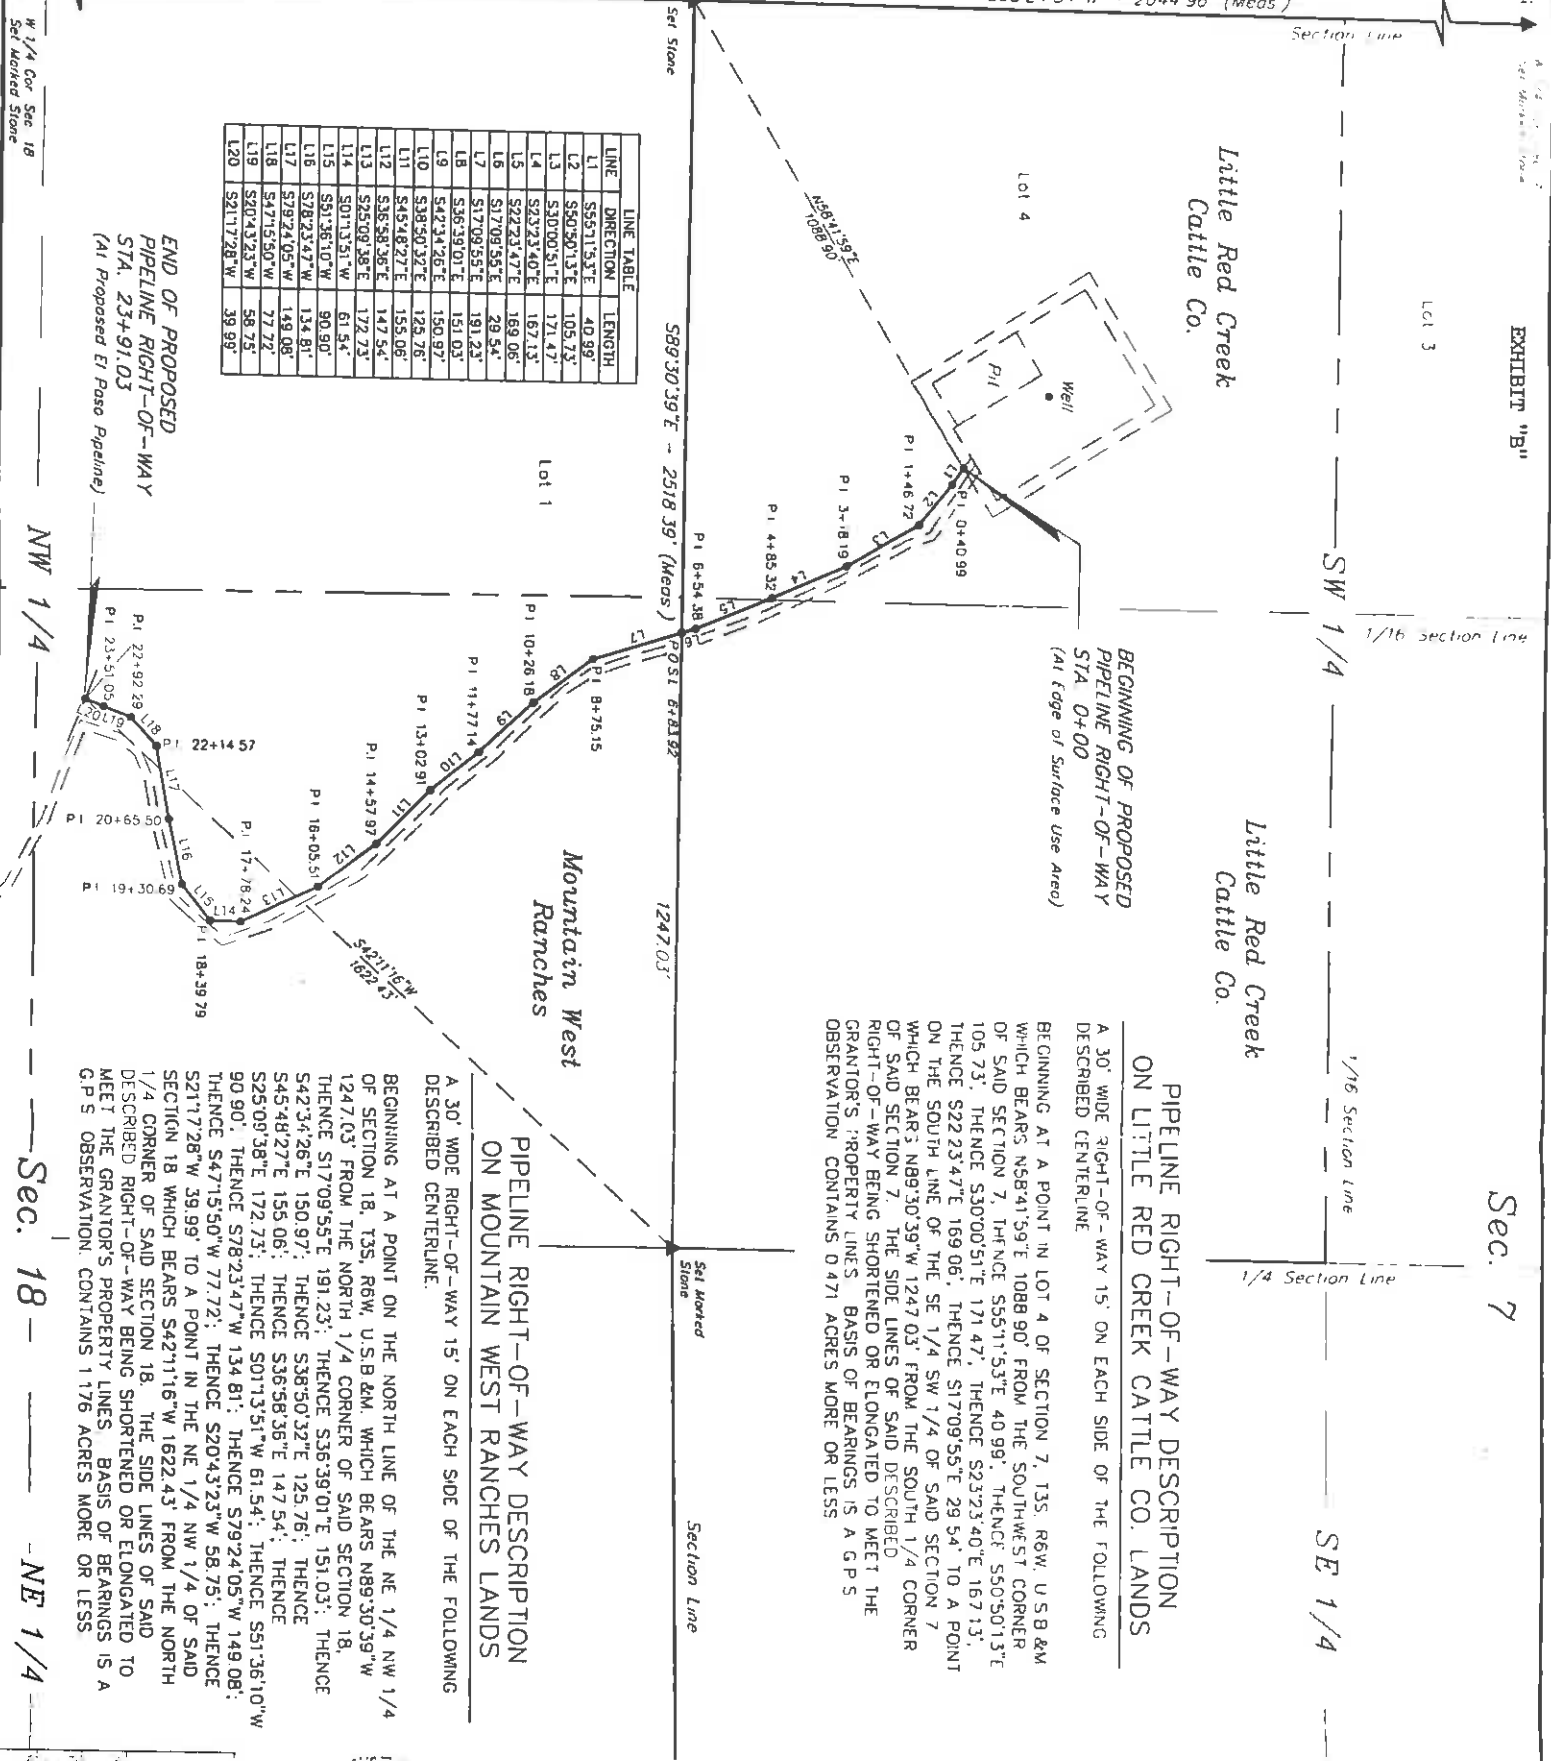 EXHIBIT "B"
Sec. 7
Lot 3
Section Line
SW 1/4
1/16 Section Line
1/16 Section Line
1/4 Section Line
SE 1/4
Little Red Creek
Cattle Co.
Little Red Creek
Cattle Co.
Lot 4
N58°41'59"E
1088.90'
Well
Pit
BEGINNING OF PROPOSED
PIPELINE RIGHT-OF-WAY
STA. 0+00
(At Edge of Surface Use Area)
L1
P.I. 0+40.99
L2
P.I. 1+46.72
L3
P.I. 3+18.19
L4
P.I. 4+85.32
L5
P.I. 6+54.38
L6
PIPELINE RIGHT-OF-WAY DESCRIPTION
ON LITTLE RED CREEK CATTLE CO. LANDS
A 30' WIDE RIGHT-OF-WAY 15' ON EACH SIDE OF THE FOLLOWING
DESCRIBED CENTERLINE
BEGINNING AT A POINT IN LOT 4 OF SECTION 7, T3S, R6W, U.S.B.&M.
WHICH BEARS N58°41'59"E 1088.90' FROM THE SOUTHWEST CORNER
OF SAID SECTION 7, THENCE S55°11'53"E 40.99'; THENCE S50°50'13"E
105.73'; THENCE S30°00'51"E 171.47'; THENCE S23°23'40"E 167.13';
THENCE S22°23'47"E 169.06'; THENCE S17°09'55"E 29.54' TO A POINT
ON THE SOUTH LINE OF THE SE 1/4 SW 1/4 OF SAID SECTION 7
WHICH BEARS N89°30'39"W 1247.03' FROM THE SOUTH 1/4 CORNER
OF SAID SECTION 7. THE SIDE LINES OF SAID DESCRIBED
RIGHT-OF-WAY BEING SHORTENED OR ELONGATED TO MEET THE
GRANTOR'S PROPERTY LINES. BASIS OF BEARINGS IS A G.P.S.
OBSERVATION. CONTAINS 0.471 ACRES MORE OR LESS
Set Stone
S89°30'39"E - 2518.39' (Meas.)
POSL 6+83.92
1247.03'
Set Marked
Stone
Section Line
LINE TABLE
LINE DIRECTION LENGTH
L1 S55°11'53"E 40.99'
L2 S50°50'13"E 105.73'
L3 S30°00'51"E 171.47'
L4 S23°23'40"E 167.13'
L5 S22°23'47"E 169.06'
L6 S17°09'55"E 29.54'
L7 S17°09'55"E 191.23'
L8 S36°39'01"E 151.03'
L9 S42°34'26"E 150.97'
L10 S38°50'32"E 125.76'
L11 S45°48'27"E 155.06'
L12 S36°58'36"E 147.54'
L13 S25°09'38"E 172.73'
L14 S01°13'51"W 61.54'
L15 S51°36'10"W 90.90'
L16 S78°23'47"W 134.81'
L17 S79°24'05"W 149.08'
L18 S47°15'50"W 77.72'
L19 S20°43'23"W 58.75'
L20 S21°17'28"W 39.99'
Lot 1
Mountain West
Ranches
L7
P.I. 8+75.15
L8
P.I. 10+26.18
L9
P.I. 11+77.14
L10
P.I. 13+02.91
L11
P.I. 14+57.97
L12
P.I. 16+05.51
L13
P.I. 17+78.24
L14
P.I. 18+39.79
L15
P.I. 19+30.69
L16
P.I. 20+65.50
L17
P.I. 22+14.57
L18
P.I. 22+92.29
L19
P.I. 23+51.05
L20
S42°11'16"W
1622.43'
PIPELINE RIGHT-OF-WAY DESCRIPTION
ON MOUNTAIN WEST RANCHES LANDS
A 30' WIDE RIGHT-OF-WAY 15' ON EACH SIDE OF THE FOLLOWING
DESCRIBED CENTERLINE.
BEGINNING AT A POINT ON THE NORTH LINE OF THE NE 1/4 NW 1/4
OF SECTION 18, T3S, R6W, U.S.B.&M. WHICH BEARS N89°30'39"W
1247.03' FROM THE NORTH 1/4 CORNER OF SAID SECTION 18,
THENCE S17°09'55"E 191.23'; THENCE S36°39'01"E 151.03'; THENCE
S42°34'26"E 150.97'; THENCE S38°50'32"E 125.76'; THENCE
S45°48'27"E 155.06'; THENCE S36°58'36"E 147.54'; THENCE
S25°09'38"E 172.73'; THENCE S01°13'51"W 61.54'; THENCE S51°36'10"W
90.90'; THENCE S78°23'47"W 134.81'; THENCE S79°24'05"W 149.08';
THENCE S47°15'50"W 77.72'; THENCE S20°43'23"W 58.75'; THENCE
S21°17'28"W 39.99' TO A POINT IN THE NE 1/4 NW 1/4 OF SAID
SECTION 18 WHICH BEARS S42°11'16"W 1622.43' FROM THE NORTH
1/4 CORNER OF SAID SECTION 18. THE SIDE LINES OF SAID
DESCRIBED RIGHT-OF-WAY BEING SHORTENED OR ELONGATED TO
MEET THE GRANTOR'S PROPERTY LINES. BASIS OF BEARINGS IS A
G.P.S. OBSERVATION. CONTAINS 1.176 ACRES MORE OR LESS.
END OF PROPOSED
PIPELINE RIGHT-OF-WAY
STA. 23+91.03
(At Proposed El Paso Pipeline)
W 1/4 Cor Sec 18
Set Marked Stone
NW 1/4
Sec. 18
NE 1/4